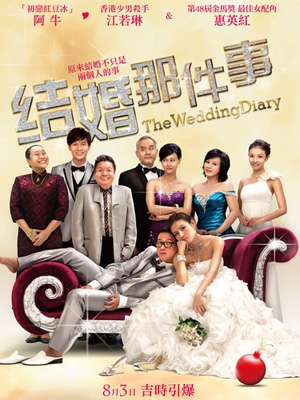 「初戀紅豆冰」 香港少男殺手 第48屆金馬獎 最佳女配角
阿牛 江若琳 & 惠英紅
原來結婚不只是
兩個人的事
結婚那件事
The Wedding Diary
8月3日 吉時引爆